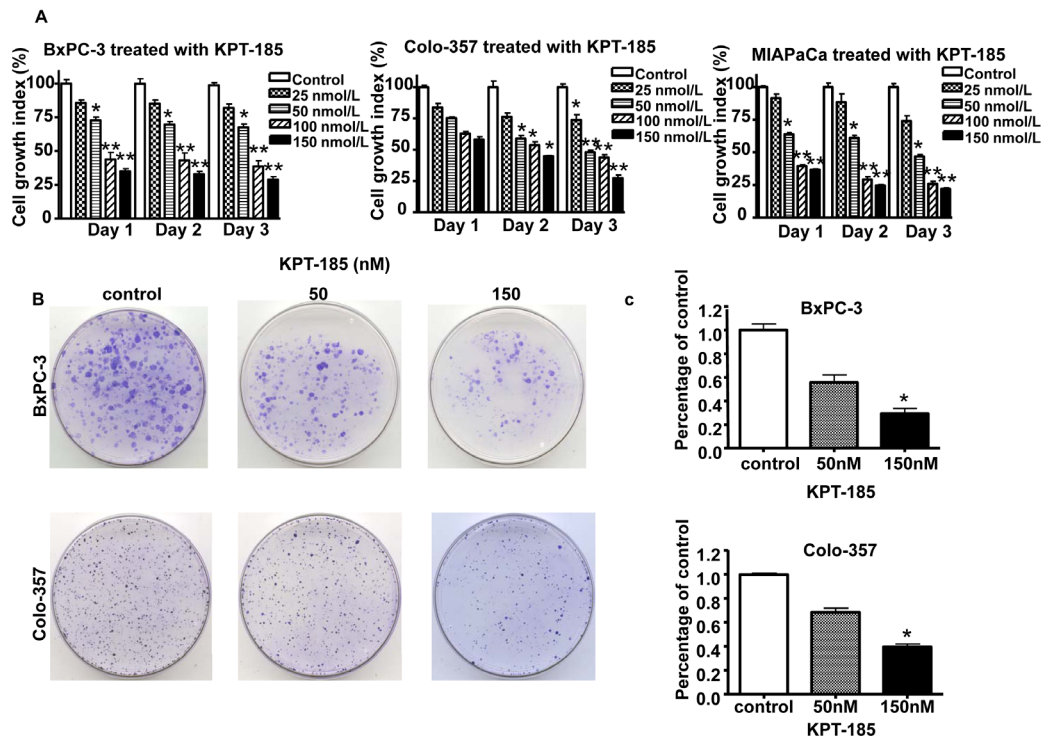 A
BxPC-3 treated with KPT-185
Cell growth index (%)
100
75
50
25
0
* ** **
* ** **
* ** **
Day 1 Day 2 Day 3
Control
25 nmol/L
50 nmol/L
100 nmol/L
150 nmol/L
Colo-357 treated with KPT-185
Cell growth index (%)
100
75
50
25
0
* * *
* ** ** **
Day 1 Day 2 Day 3
Control
25 nmol/L
50 nmol/L
100 nmol/L
150 nmol/L
MIAPaCa treated with KPT-185
Cell growth index (%)
100
75
50
25
0
* ** **
* ** **
* ** **
Day 1 Day 2 Day 3
Control
25 nmol/L
50 nmol/L
100 nmol/L
150 nmol/L
B
KPT-185 (nM)
control 50 150
BxPC-3
Colo-357
c
BxPC-3
Percentage of control
1.2
1.0
0.8
0.6
0.4
0.2
0.0
*
control 50nM 150nM
KPT-185
Colo-357
Percentage of control
1.2
1.0
0.8
0.6
0.4
0.2
0.0
*
control 50nM 150nM
KPT-185